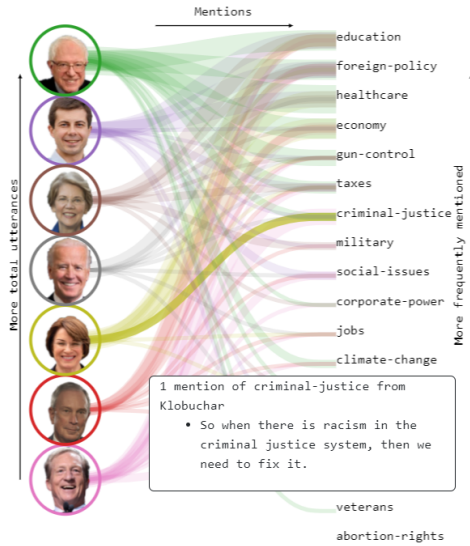 Mentions
More total utterances
education
foreign-policy
healthcare
economy
gun-control
taxes
criminal-justice
military
social-issues
corporate-power
jobs
climate-change
More frequently mentioned
1 mention of criminal-justice from
Klobuchar
• So when there is racism in the
criminal justice system, then we
need to fix it.
veterans
abortion-rights